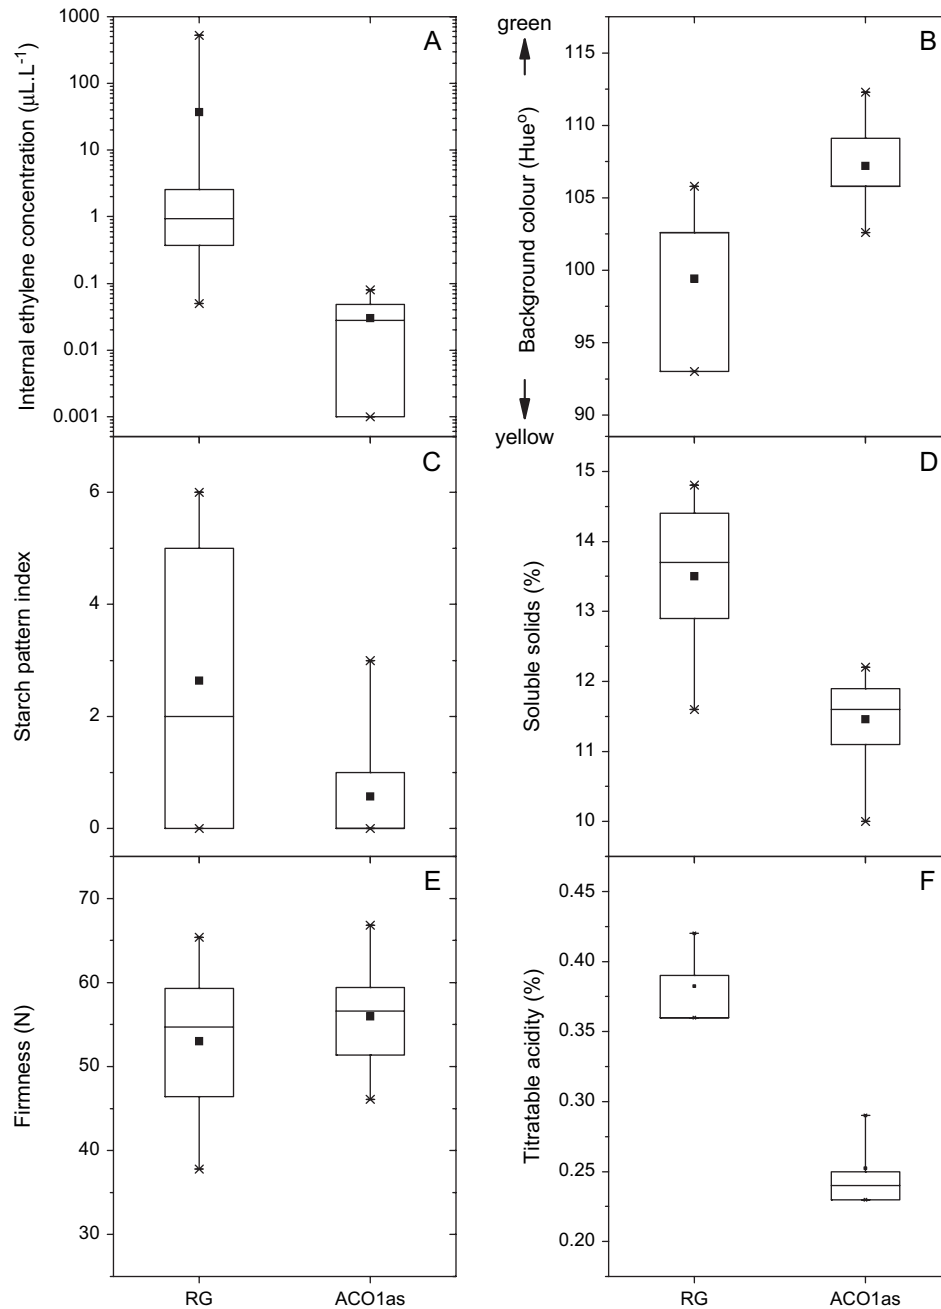 A
Internal ethylene concentration (µL.L-1)
1000
100
10
1
0.1
0.01
0.001
green
Background colour (Hueº)
yellow
B
115
110
105
100
95
90
C
Starch pattern index
6
4
2
0
D
Soluble solids (%)
15
14
13
12
11
10
E
Firmness (N)
70
60
50
40
30
RG
ACO1as
F
Titratable acidity (%)
0.45
0.40
0.35
0.30
0.25
0.20
RG
ACO1as